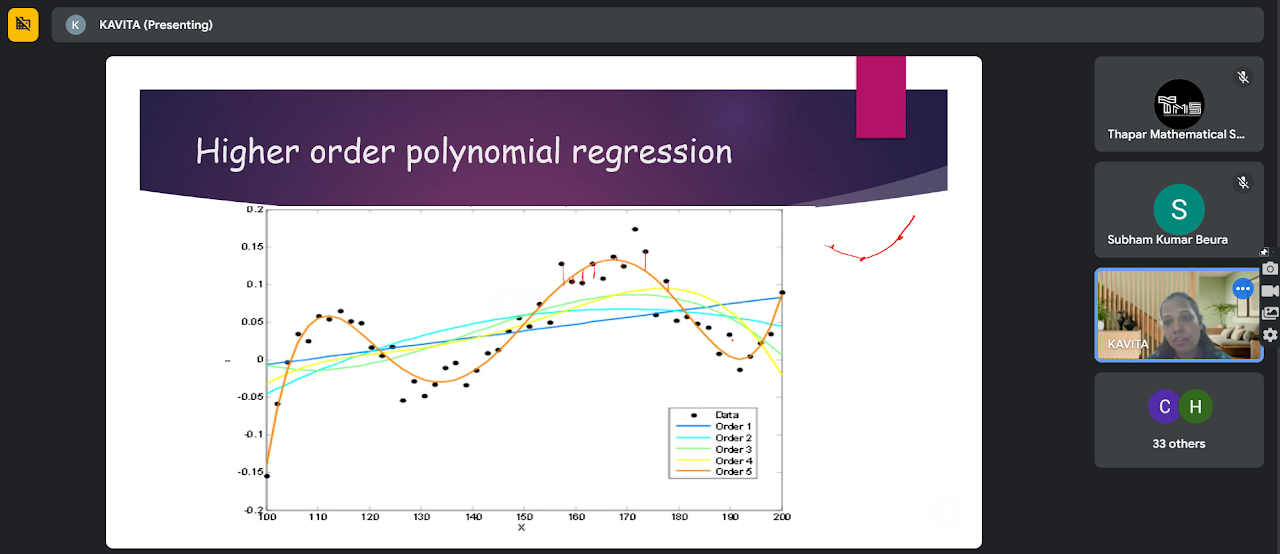 K KAVITA (Presenting)
Higher order polynomial regression
0.2
0.15
0.1
0.05
0
-0.05
-0.1
-0.15
-0.2
100 110 120 130 140 150 160 170 180 190 200
x
Data
Order 1
Order 2
Order 3
Order 4
Order 5
TMS
Thapar Mathematical S...
S
Subham Kumar Beura
KAVITA
C H
33 others